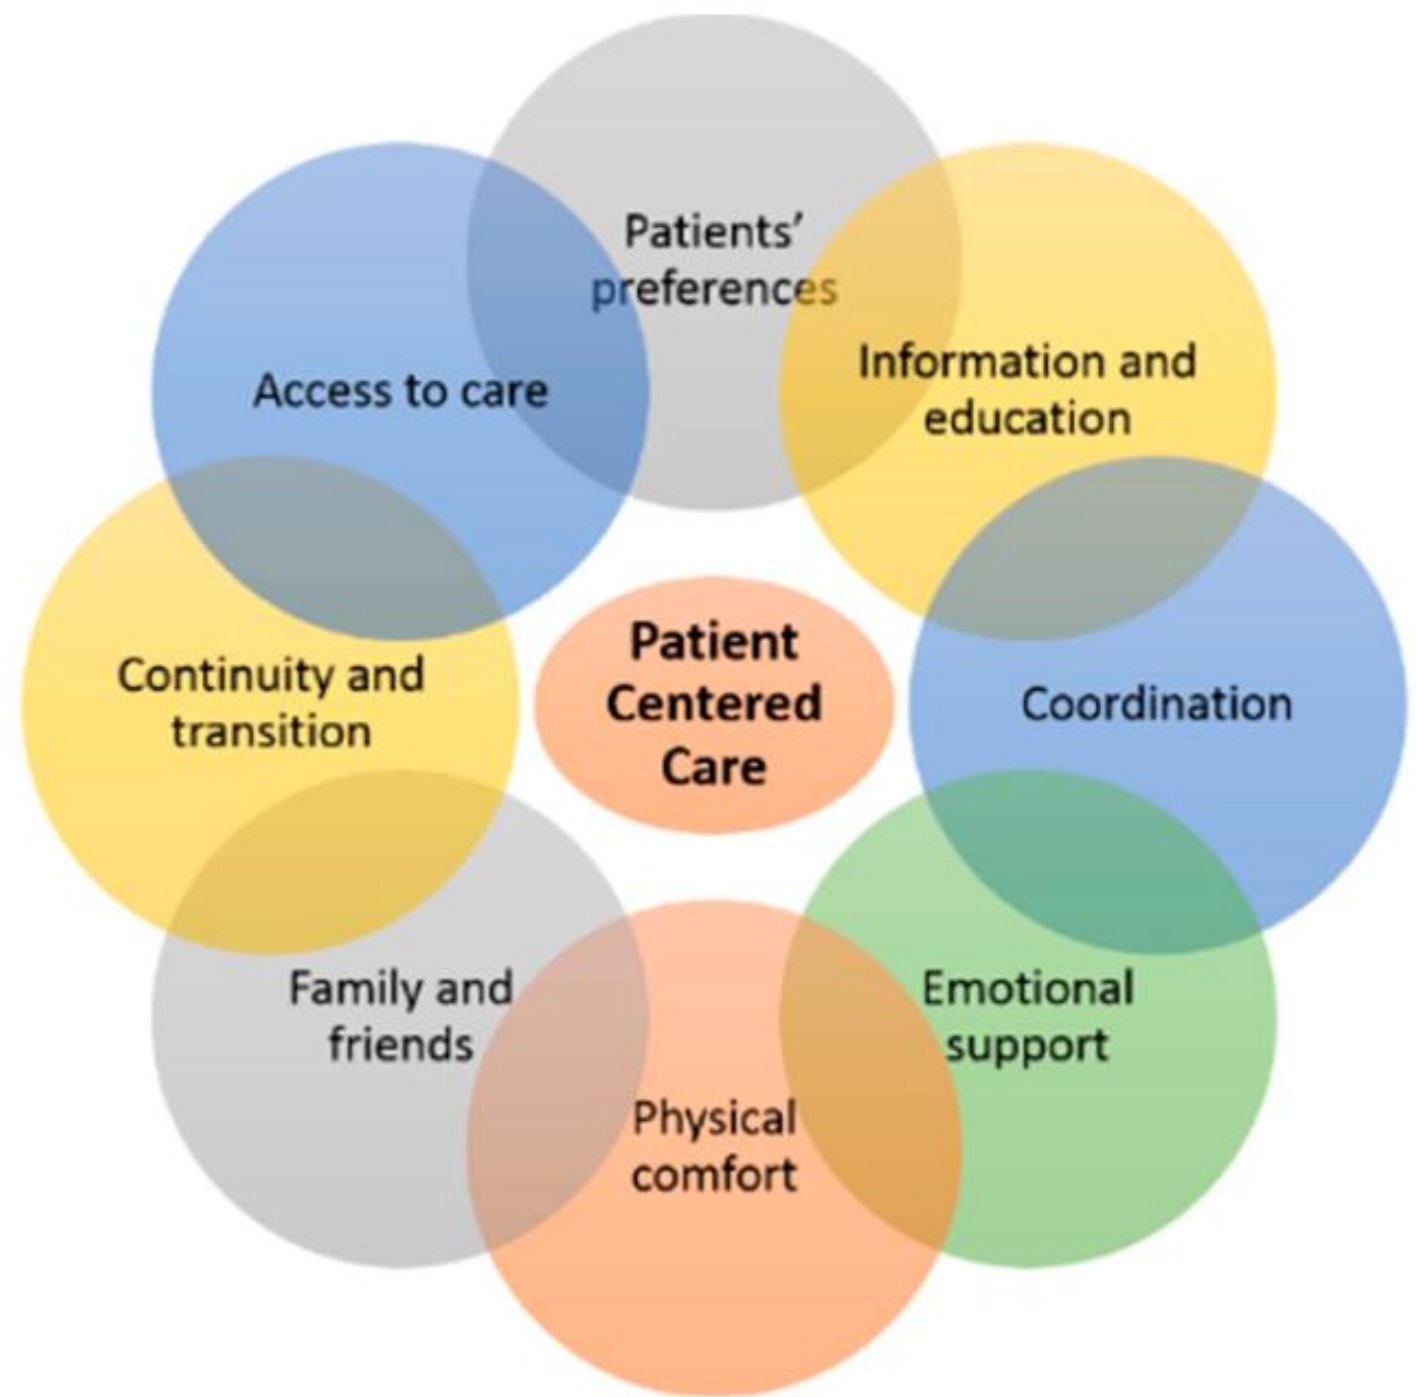 Patients’
preferences
Information and
education
Access to care
Patient
Centered
Care
Continuity and
transition
Coordination
Family and
friends
Emotional
support
Physical
comfort